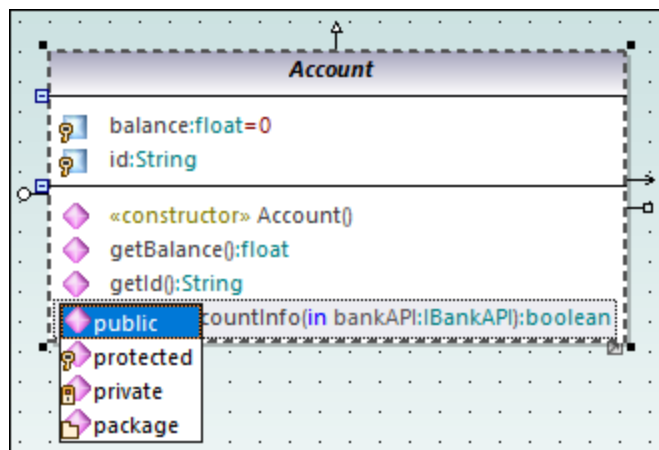 Account
balance:float=0
id:String
«constructor» Account()
getBalance():float
getId():String
countInfo(in bankAPI:IBankAPI):boolean
public
protected
private
package